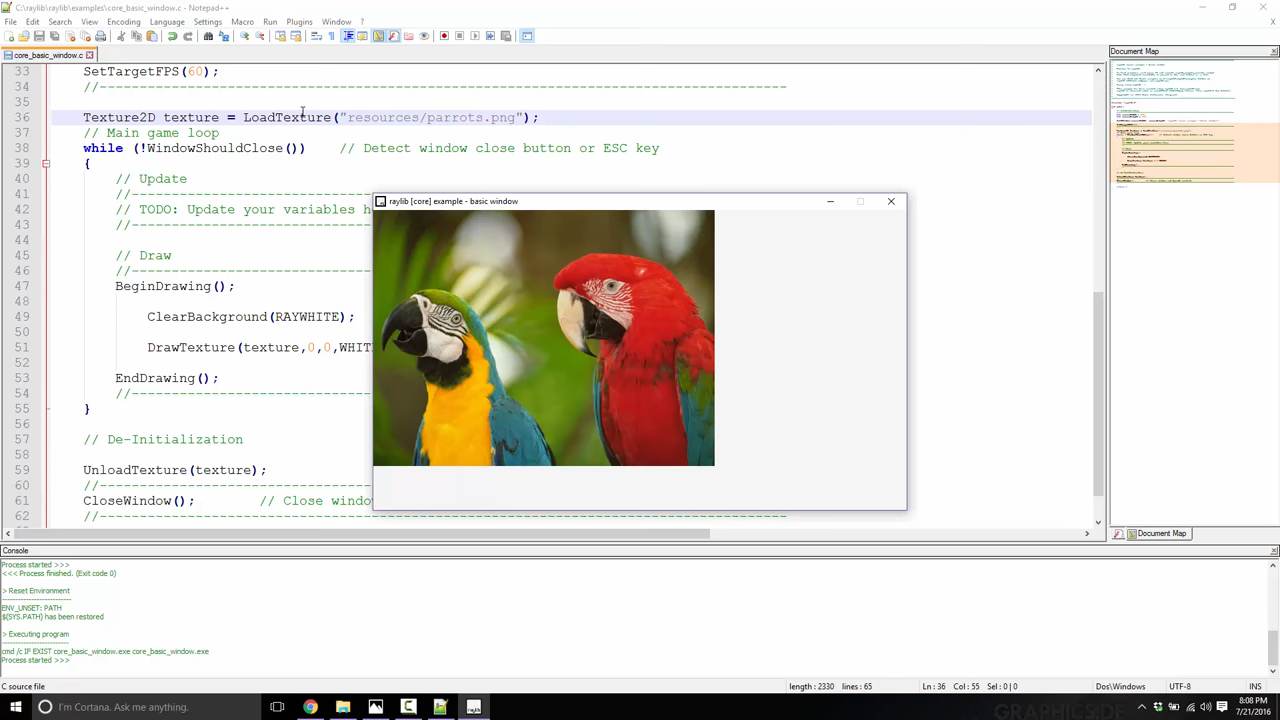 C:\raylib\raylib\examples\core_basic_window.c - Notepad++
File Edit Search View Encoding Language Settings Macro Run Plugins Window ?
core_basic_window.c
Document Map
33 SetTargetFPS(60);
34 //--------------------------------------------------------------------------------------
35
36 Texture2D texture = LoadTexture("resources .png");
37 // Main game loop
38 while (!WindowShouldClose()) // Detect window close button or ESC key
39 {
40 // Update
41 //----------------------------------
42 // TODO: Update your variables h
43 //----------------------------------
44
45 // Draw
46 //----------------------------------
47 BeginDrawing();
48
49 ClearBackground(RAYWHITE);
50
51 DrawTexture(texture,0,0,WHIT
52
53 EndDrawing();
54 //----------------------------------
55 }
56
57 // De-Initialization
58
59 UnloadTexture(texture);
60 //--------------------------------------------------------------------------------------
61 CloseWindow(); // Close windo
62 //--------------------------------------------------------------------------------------
raylib [core] example - basic window
Document Map
Console
Process started >>>
<<< Process finished. (Exit code 0)
> Reset Environment
ENV_UNSET: PATH
$(SYS.PATH) has been restored
> Executing program
cmd /c IF EXIST core_basic_window.exe core_basic_window.exe
Process started >>>
C source file length : 2330 lines : 65 Ln : 36 Col : 55 Sel : 0 | 0 Dos\Windows UTF-8 INS
I'm Cortana. Ask me anything.
raylib
GRAPHICSIDE
8:08 PM
7/21/2016